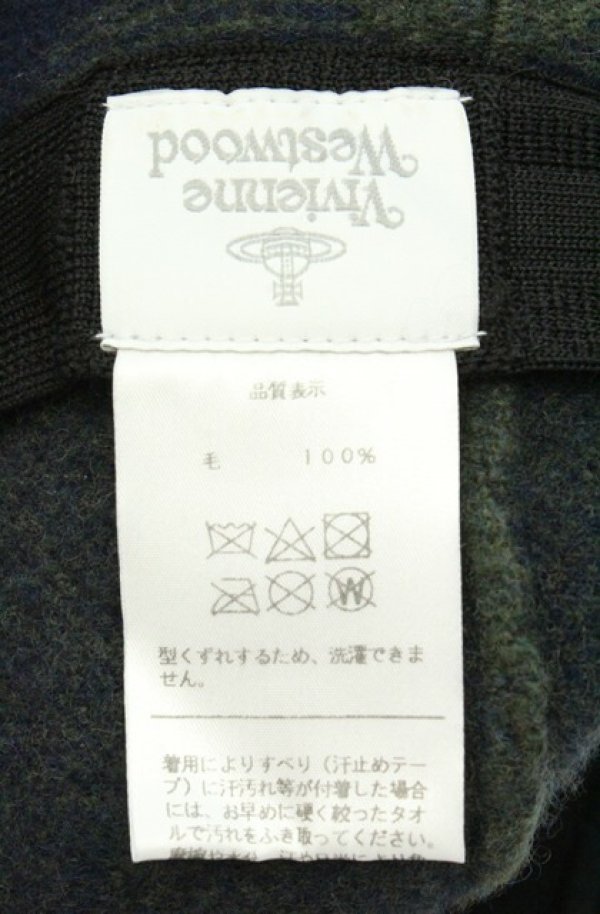 Vivienne
Westwood
品質表示
毛 100%
W
型くずれするため、洗濯できま
せん。
着用によりすべり（汗止めテー
プ）に汗汚れ等が付着した場合
には、お早めに硬く絞ったタオ
ルで汚れをふき取ってください。